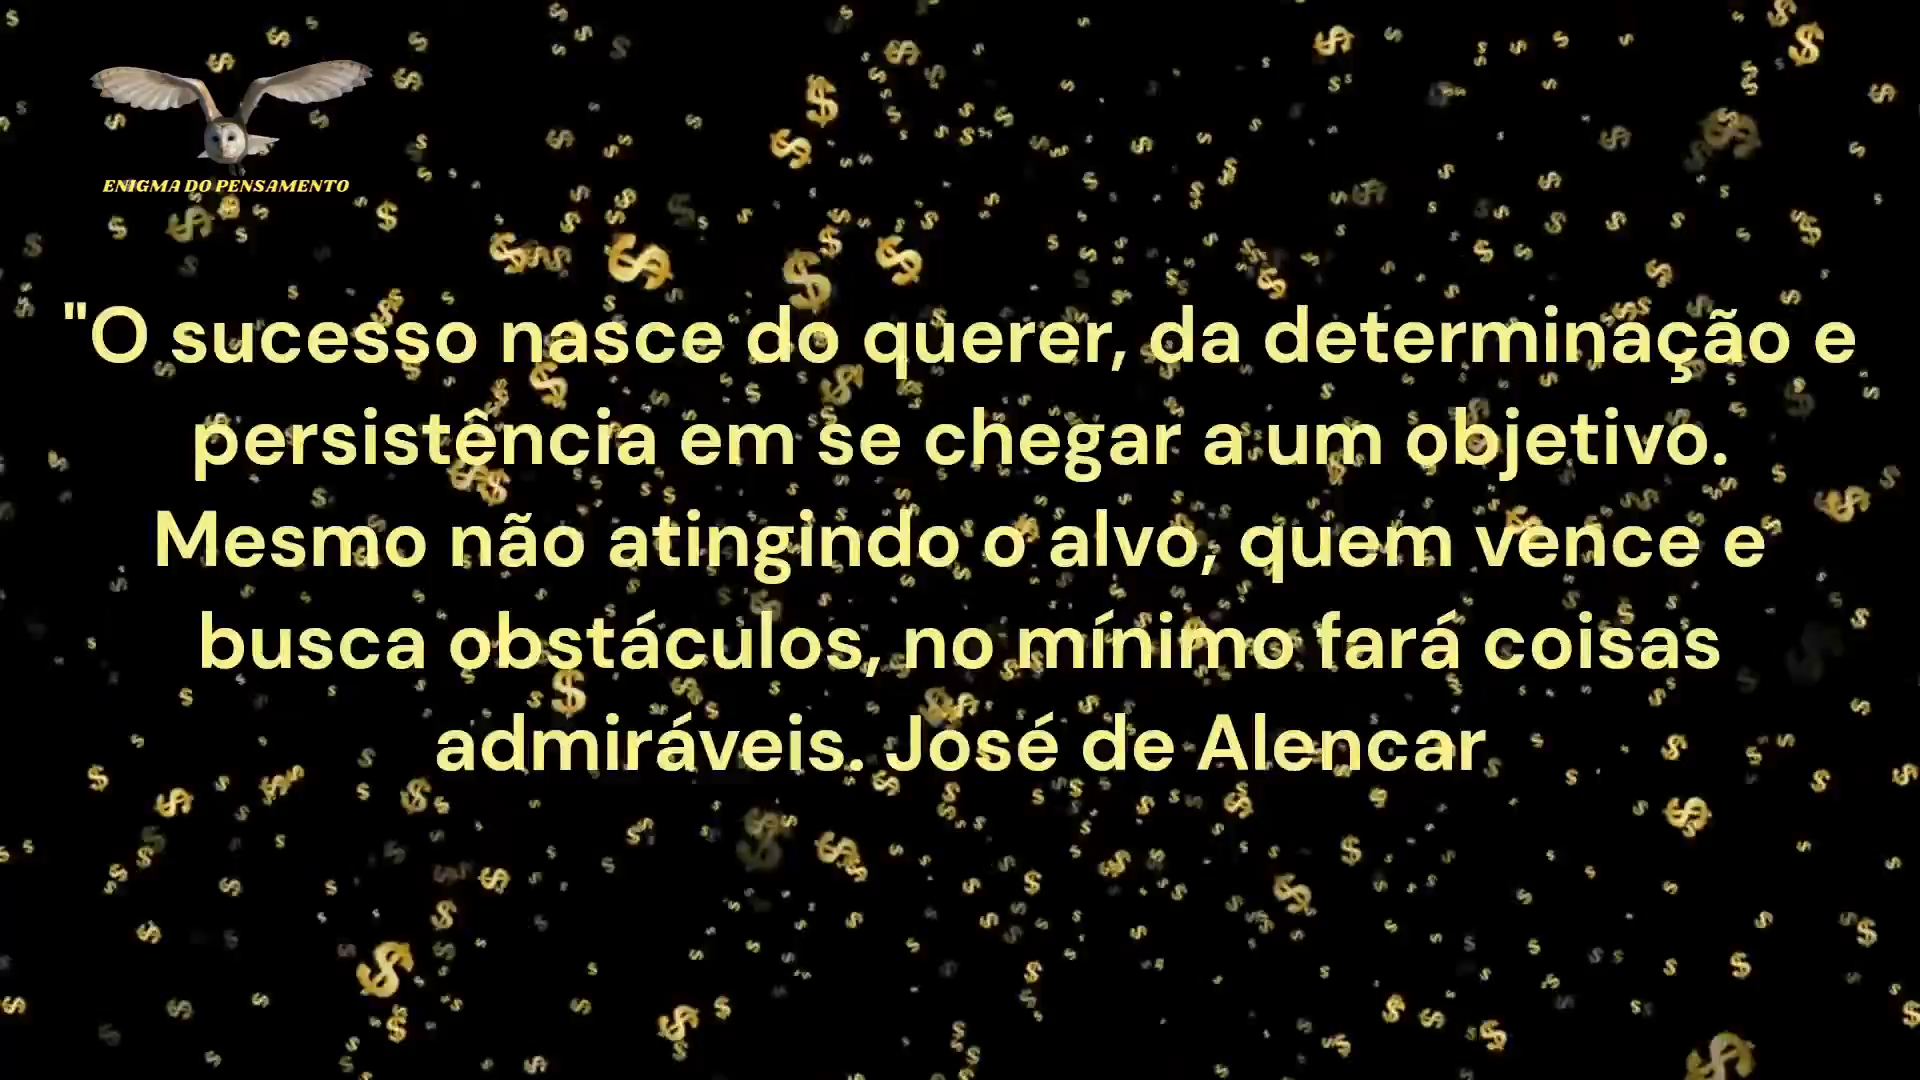 ENIGMA DO PENSAMENTO
"O sucesso nasce do querer, da determinação e
persistência em se chegar a um objetivo.
Mesmo não atingindo o alvo, quem vence e
busca obstáculos, no mínimo fará coisas
admiráveis. José de Alencar